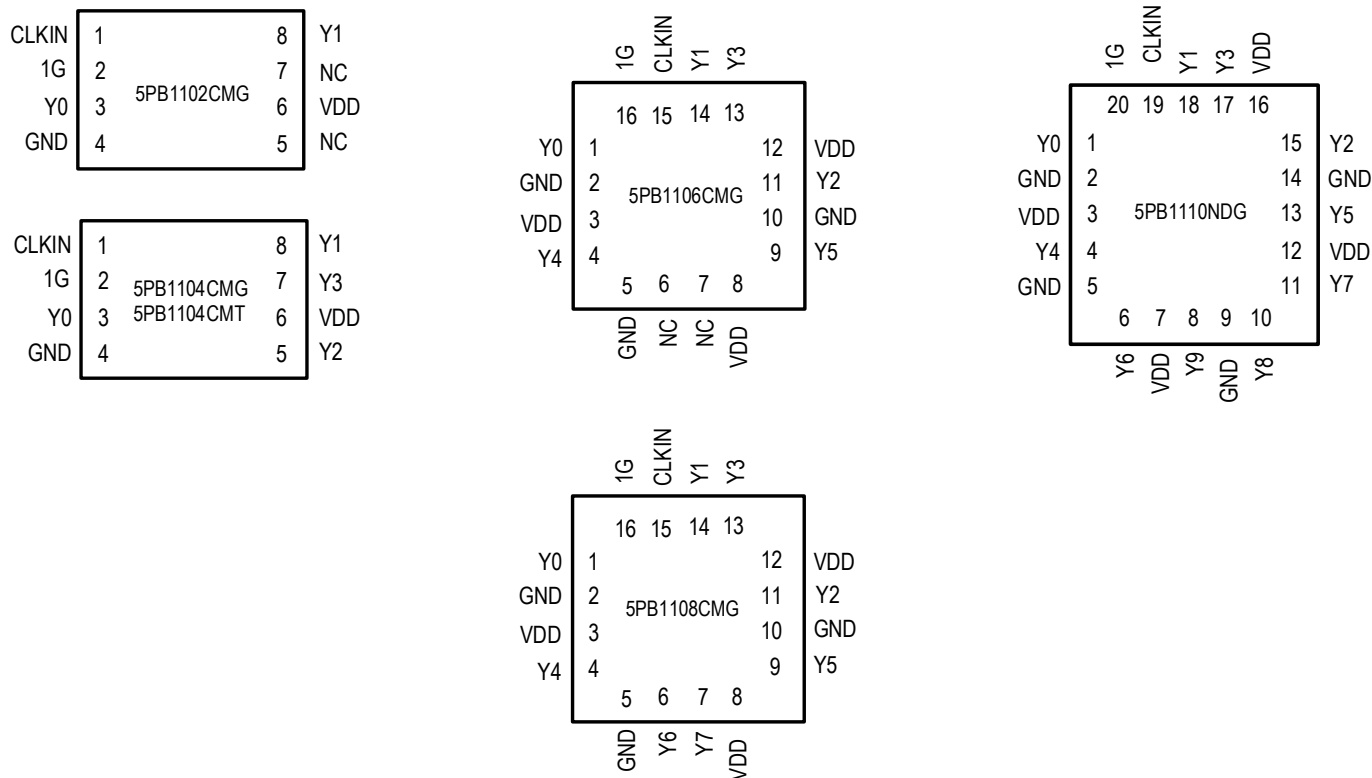 CLKIN 1 8 Y1
1G 2 7 NC
Y0 3 5PB1102CMG 6 VDD
GND 4 5 NC
CLKIN 1 8 Y1
1G 2 5PB1104CMG 7 Y3
Y0 3 5PB1104CMT 6 VDD
GND 4 5 Y2
1G CLKIN Y1 Y3
16 15 14 13
Y0 1 12 VDD
GND 2 5PB1106CMG 11 Y2
VDD 3 10 GND
Y4 4 9 Y5
5 6 7 8
GND NC NC VDD
1G CLKIN Y1 Y3 VDD
20 19 18 17 16
Y0 1 15 Y2
GND 2 14 GND
VDD 3 5PB1110NDG 13 Y5
Y4 4 12 VDD
GND 5 11 Y7
6 7 8 9 10
Y6 VDD Y9 GND Y8
1G CLKIN Y1 Y3
16 15 14 13
Y0 1 12 VDD
GND 2 5PB1108CMG 11 Y2
VDD 3 10 GND
Y4 4 9 Y5
5 6 7 8
GND Y6 Y7 VDD